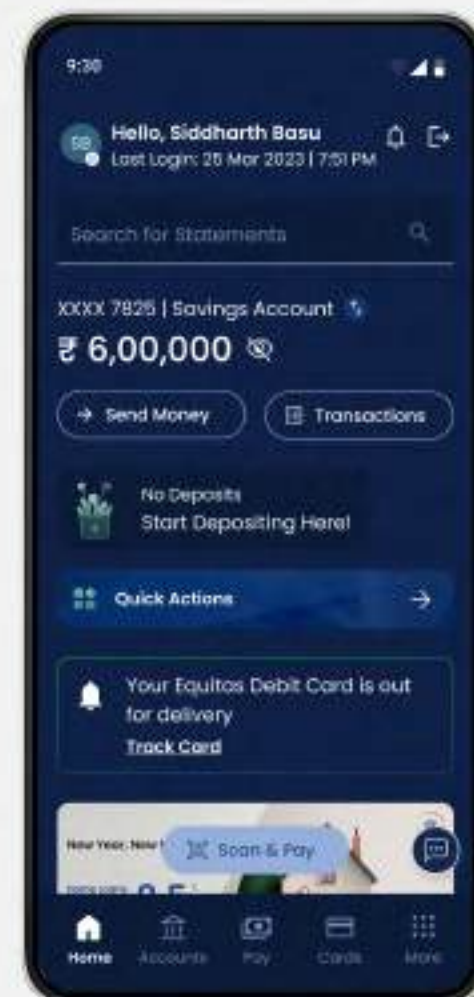 9:30
SB
Hello, Siddharth Basu
Last Login: 25 Mar 2023 | 7:51 PM
Search for Statements
XXXX 7825 | Savings Account
₹ 6,00,000
→ Send Money
Transactions
No Deposits
Start Depositing Here!
Quick Actions →
Your Equitas Debit Card is out
for delivery
Track Card
New Year, New
Scan & Pay
home loans
Home
Accounts
Pay
Cards
More